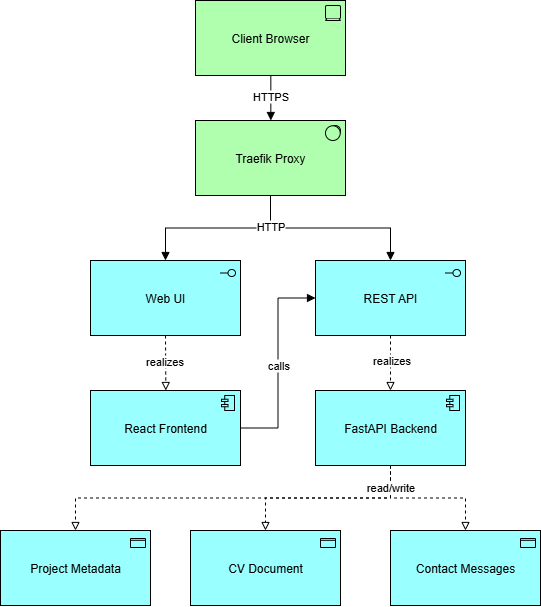 Client Browser
HTTPS
Traefik Proxy
HTTP
Web UI
REST API
realizes
realizes
calls
React Frontend
FastAPI Backend
read/write
Project Metadata
CV Document
Contact Messages